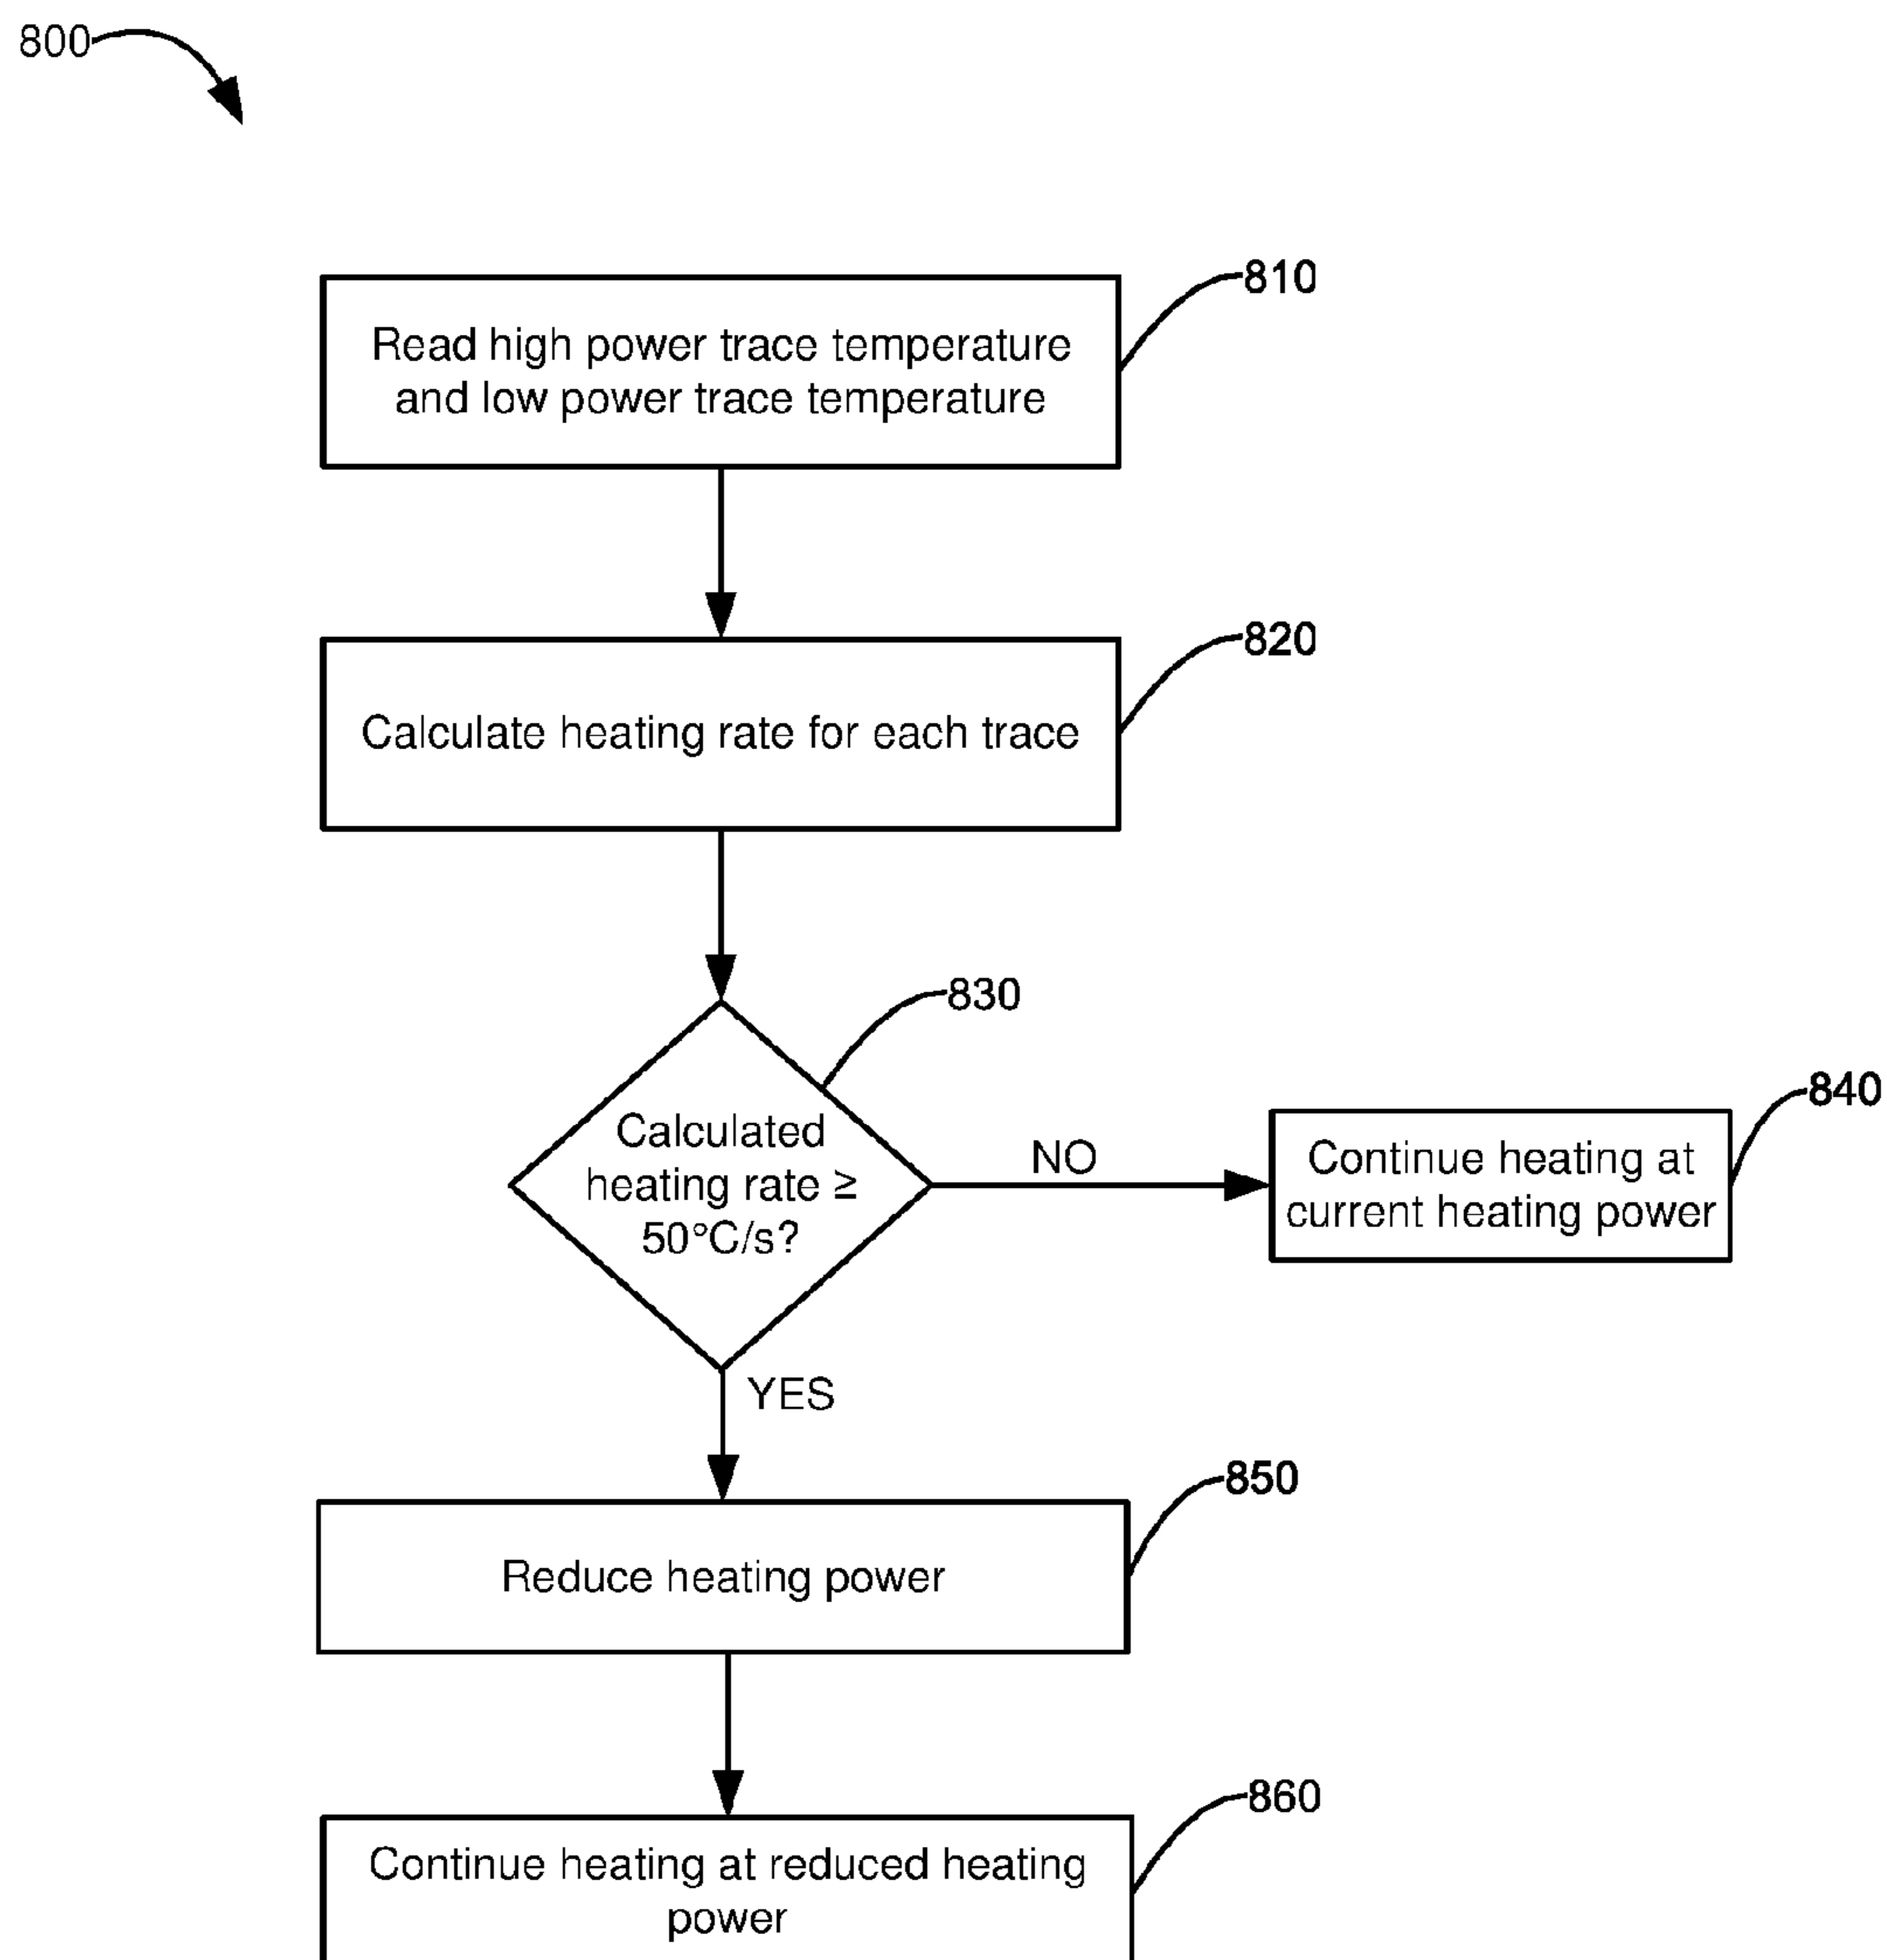 800
810
Read high power trace temperature
and low power trace temperature
820
Calculate heating rate for each trace
830
Calculated
heating rate ≥
50°C/s?
NO
840
Continue heating at
current heating power
YES
850
Reduce heating power
860
Continue heating at reduced heating
power